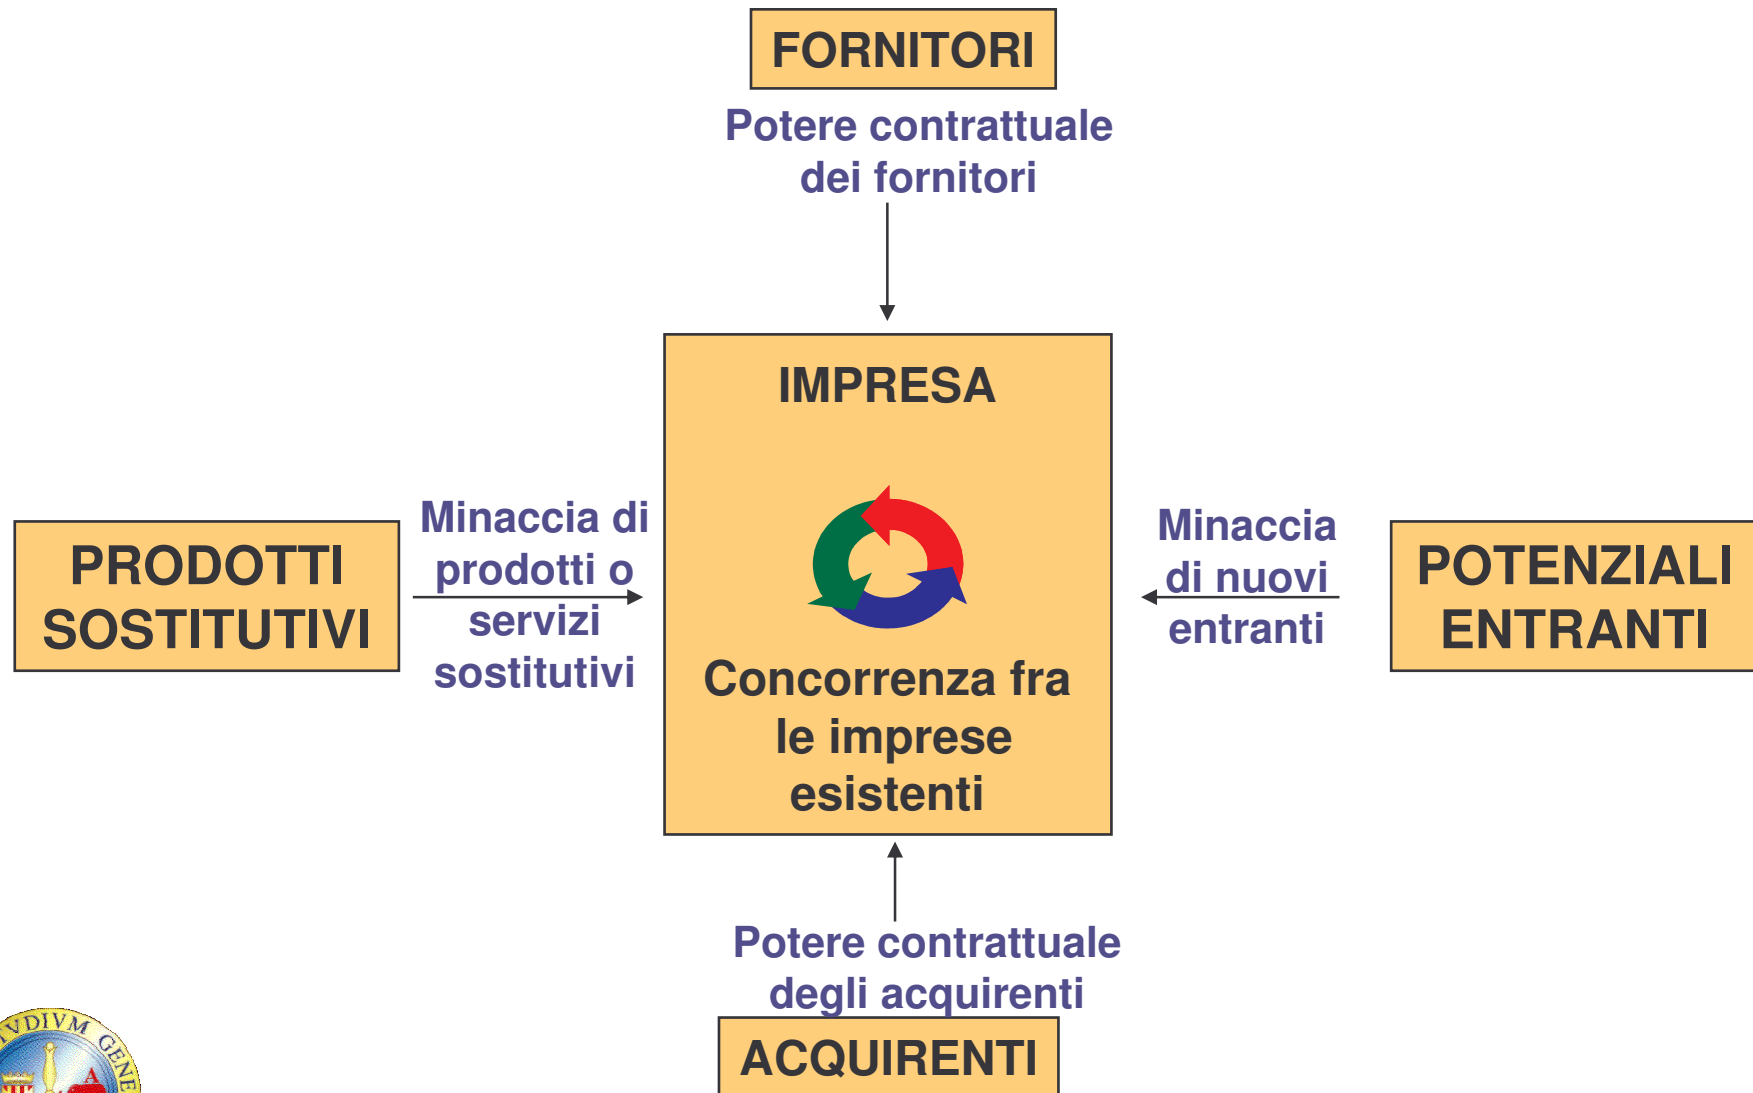 FORNITORI
Potere contrattuale
dei fornitori
IMPRESA
Minaccia di
prodotti o
servizi
sostitutivi
PRODOTTI
SOSTITUTIVI
Minaccia
di nuovi
entranti
POTENZIALI
ENTRANTI
Concorrenza fra
le imprese
esistenti
Potere contrattuale
degli acquirenti
ACQUIRENTI
A